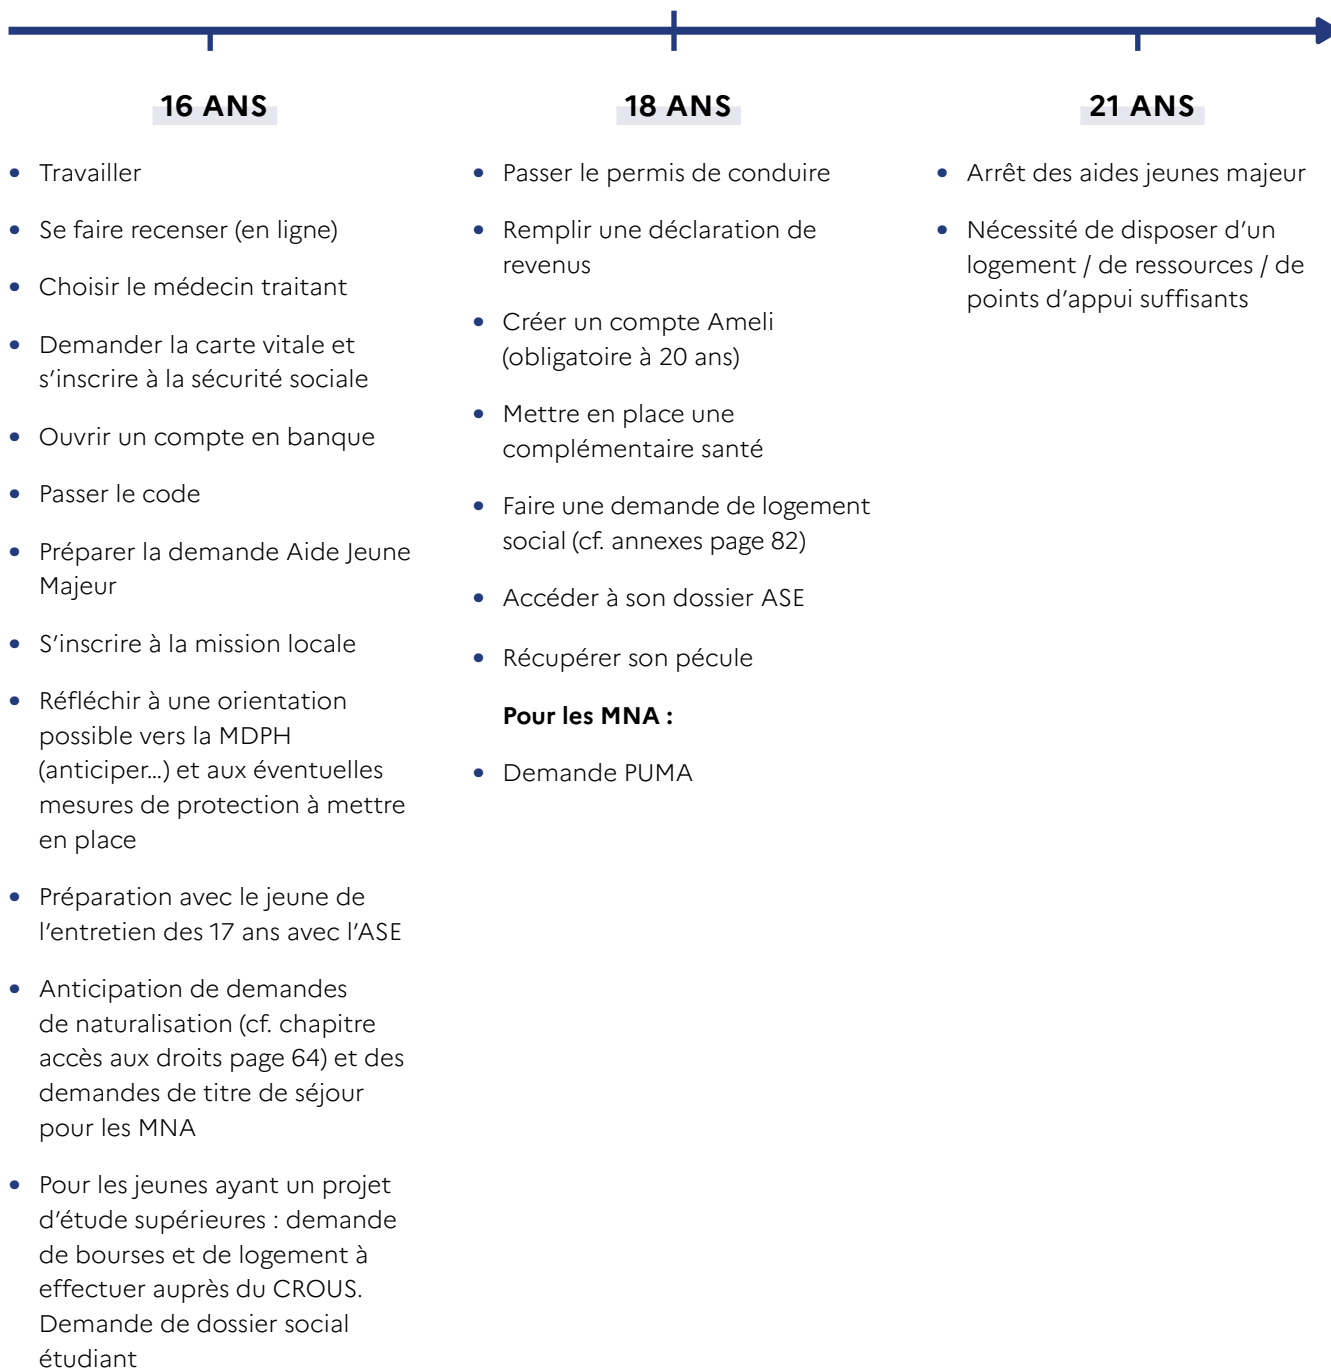 16 ANS
Travailler
Se faire recenser (en ligne)
Choisir le médecin traitant
Demander la carte vitale et
s’inscrire à la sécurité sociale
Ouvrir un compte en banque
Passer le code
Préparer la demande Aide Jeune
Majeur
S’inscrire à la mission locale
Réfléchir à une orientation
possible vers la MDPH
(anticiper…) et aux éventuelles
mesures de protection à mettre
en place
Préparation avec le jeune de
l’entretien des 17 ans avec l’ASE
Anticipation de demandes
de naturalisation (cf. chapitre
accès aux droits page 64) et des
demandes de titre de séjour
pour les MNA
Pour les jeunes ayant un projet
d’étude supérieures : demande
de bourses et de logement à
effectuer auprès du CROUS.
Demande de dossier social
étudiant
18 ANS
Passer le permis de conduire
Remplir une déclaration de
revenus
Créer un compte Ameli
(obligatoire à 20 ans)
Mettre en place une
complémentaire santé
Faire une demande de logement
social (cf. annexes page 82)
Accéder à son dossier ASE
Récupérer son pécule
Pour les MNA :
Demande PUMA
21 ANS
Arrêt des aides jeunes majeur
Nécessité de disposer d’un
logement / de ressources / de
points d’appui suffisants